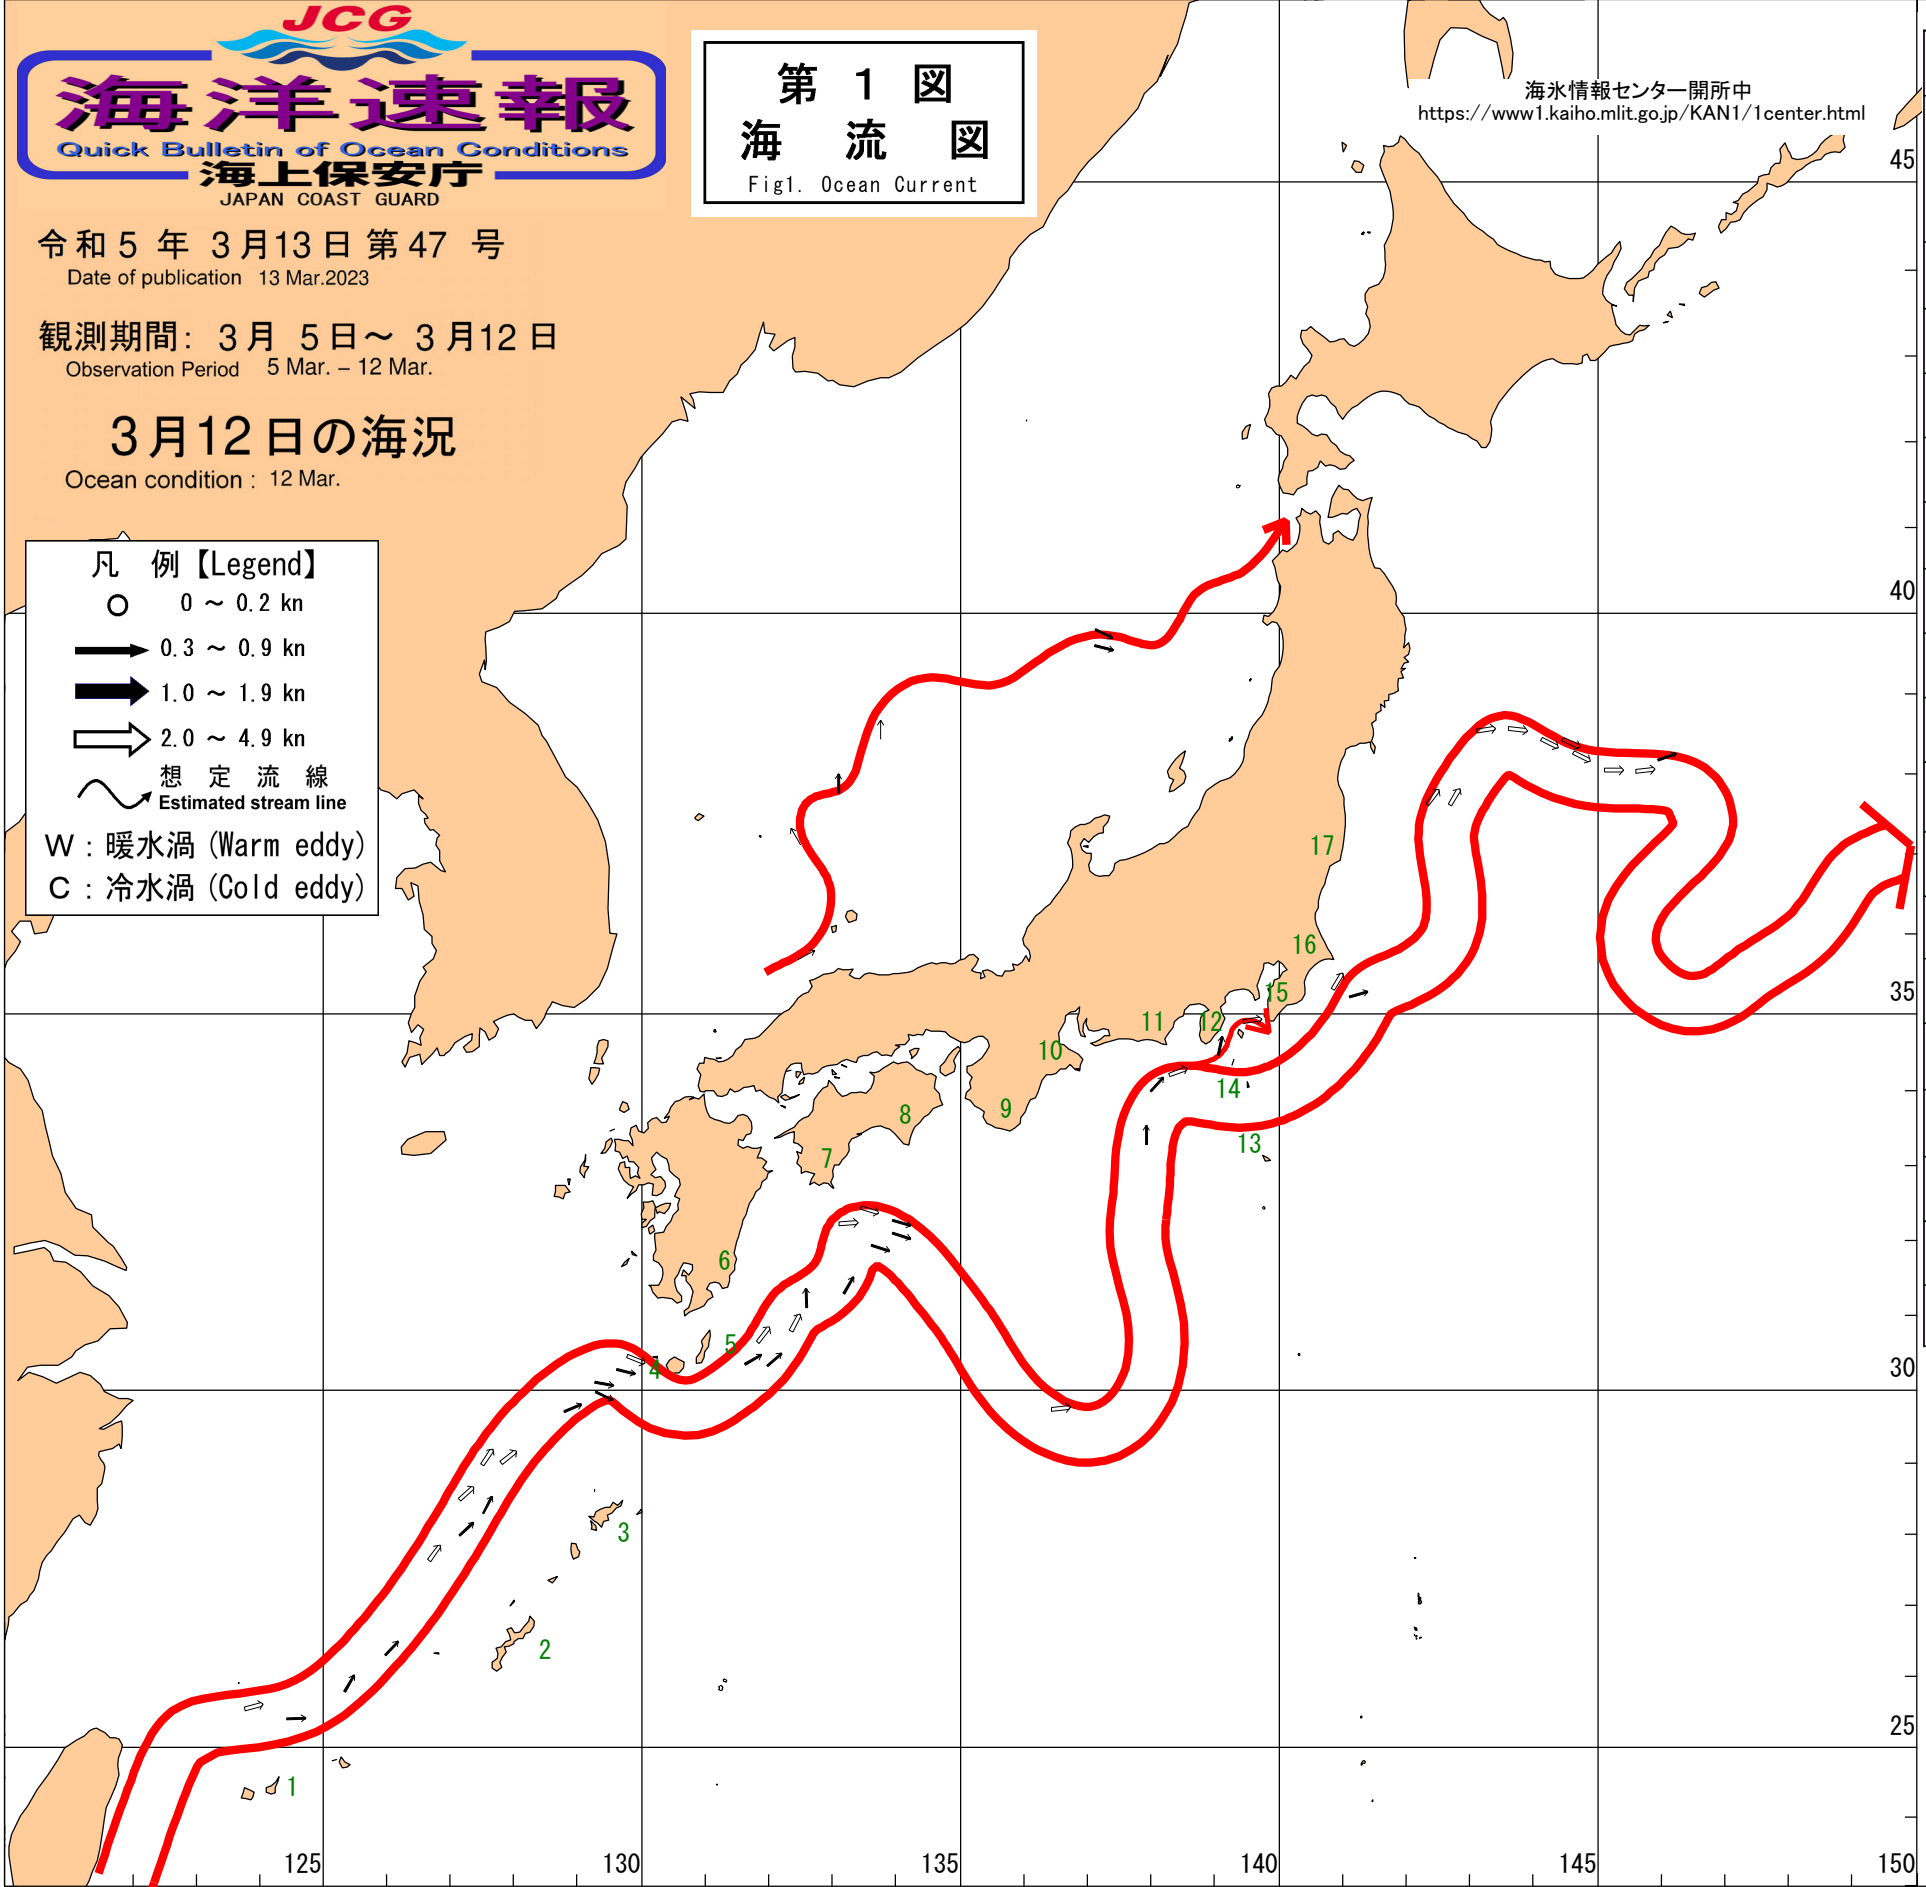 JCG
海洋速報
Quick Bulletin of Ocean Conditions
海上保安庁
JAPAN COAST GUARD
令和5年 3月13日 第47 号
Date of publication 13 Mar.2023
観測期間: 3月 5日～ 3月12日
Observation Period 5 Mar. – 12 Mar.
3月12日の海況
Ocean condition : 12 Mar.
第 1 図
海 流 図
Fig1. Ocean Current
海氷情報センター開所中
https://www1.kaiho.mlit.go.jp/KAN1/1center.html
凡 例【Legend】
0 ～ 0.2 kn
0.3 ～ 0.9 kn
1.0 ～ 1.9 kn
2.0 ～ 4.9 kn
想 定 流 線
Estimated stream line
W : 暖水渦 (Warm eddy)
C : 冷水渦 (Cold eddy)
45
40
35
30
25
17
16
15
12
11
10
14
9
8
13
7
6
5
4
3
2
1
125
130
135
140
145
150